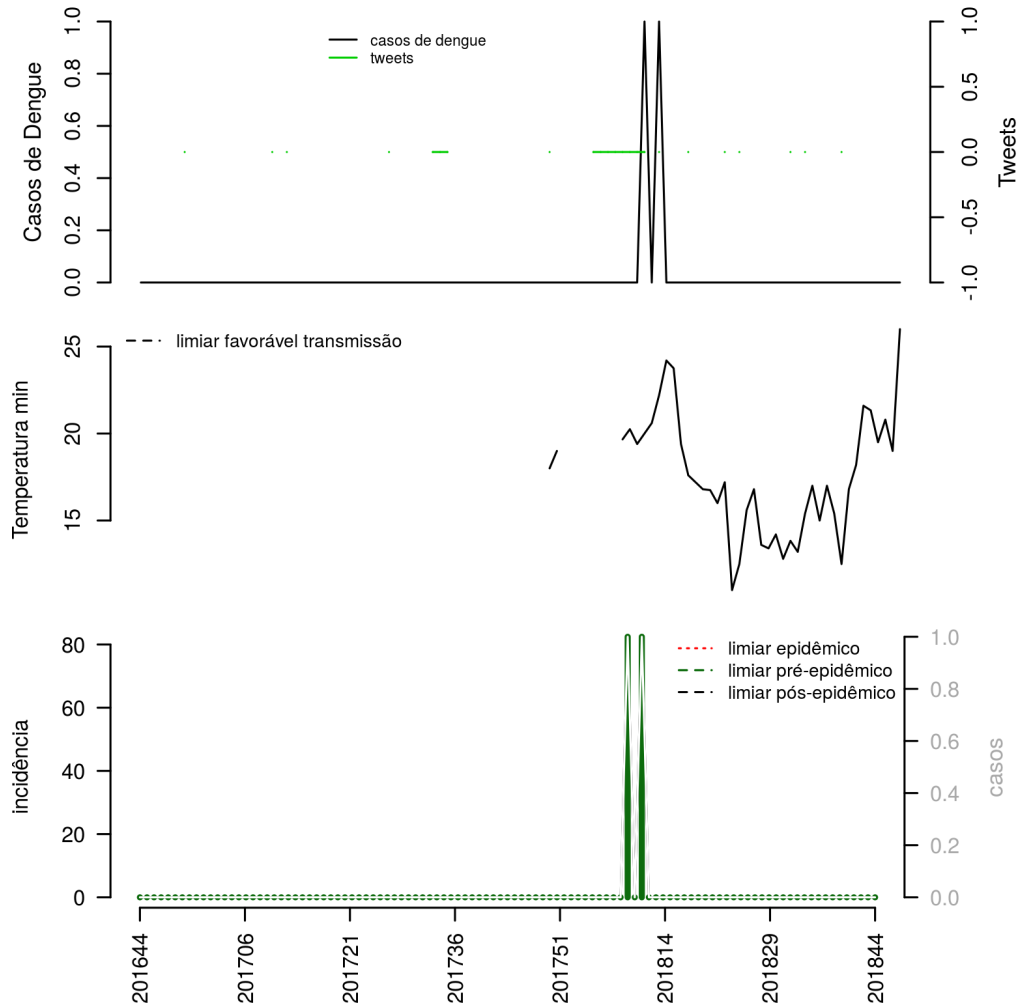 casos de dengue
tweets
Casos de Dengue
0.0 0.2 0.4 0.6 0.8 1.0
Tweets
-1.0 -0.5 0.0 0.5 1.0
limiar favorável transmissão
Temperatura min
15 20 25
limiar epidêmico
limiar pré-epidêmico
limiar pós-epidêmico
incidência
80
60
40
20
0
casos
1.0
0.8
0.6
0.4
0.2
0.0
201644 201706 201721 201736 201751 201814 201829 201844